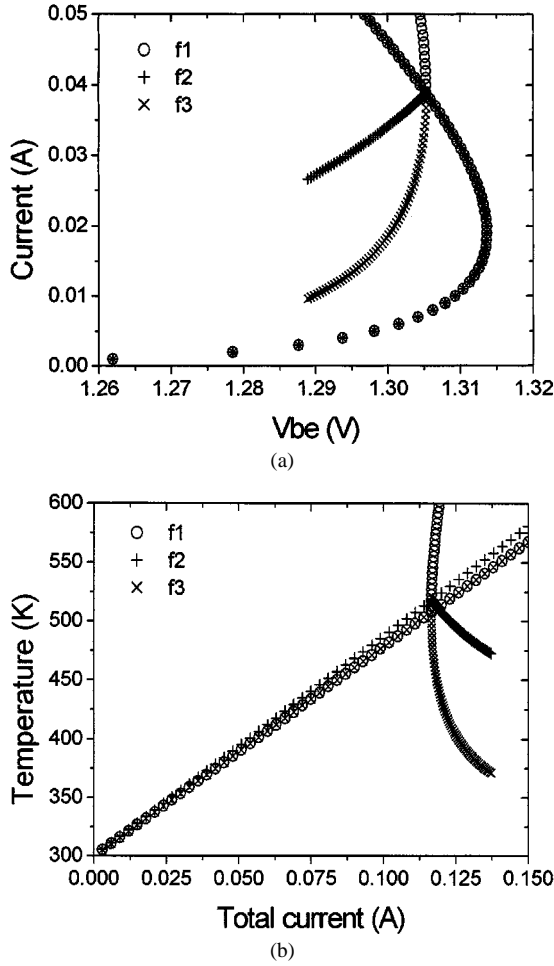 0.05
0.04
0.03
0.02
0.01
0.00
Current (A)
f1
f2
f3
1.26 1.27 1.28 1.29 1.30 1.31 1.32
Vbe (V)
(a)
600
550
500
450
400
350
300
Temperature (K)
f1
f2
f3
0.000 0.025 0.050 0.075 0.100 0.125 0.150
Total current (A)
(b)